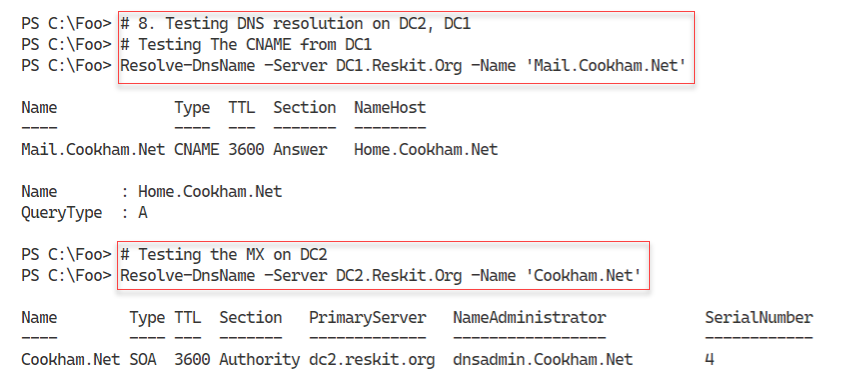 PS C:\Foo> # 8. Testing DNS resolution on DC2, DC1
PS C:\Foo> # Testing The CNAME from DC1
PS C:\Foo> Resolve-DnsName -Server DC1.Reskit.Org -Name 'Mail.Cookham.Net'
Name Type TTL Section NameHost
---- ---- --- ------- --------
Mail.Cookham.Net CNAME 3600 Answer Home.Cookham.Net
Name : Home.Cookham.Net
QueryType : A
PS C:\Foo> # Testing the MX on DC2
PS C:\Foo> Resolve-DnsName -Server DC2.Reskit.Org -Name 'Cookham.Net'
Name Type TTL Section PrimaryServer NameAdministrator SerialNumber
---- ---- --- ------- ------------- ----------------- ------------
Cookham.Net SOA 3600 Authority dc2.reskit.org dnsadmin.Cookham.Net 4